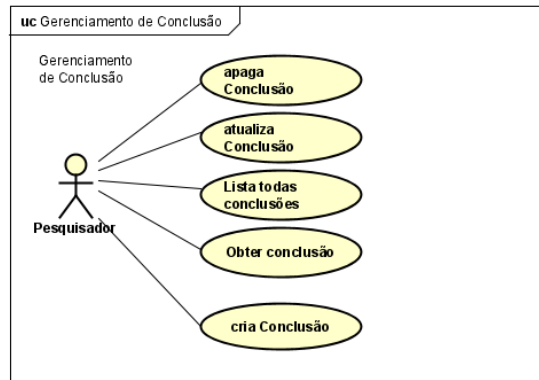 uc Gerenciamento de Conclusão
Gerenciamento
de Conclusão
apaga
Conclusão
atualiza
Conclusão
Lista todas
conclusões
Pesquisador
Obter conclusão
cria Conclusão